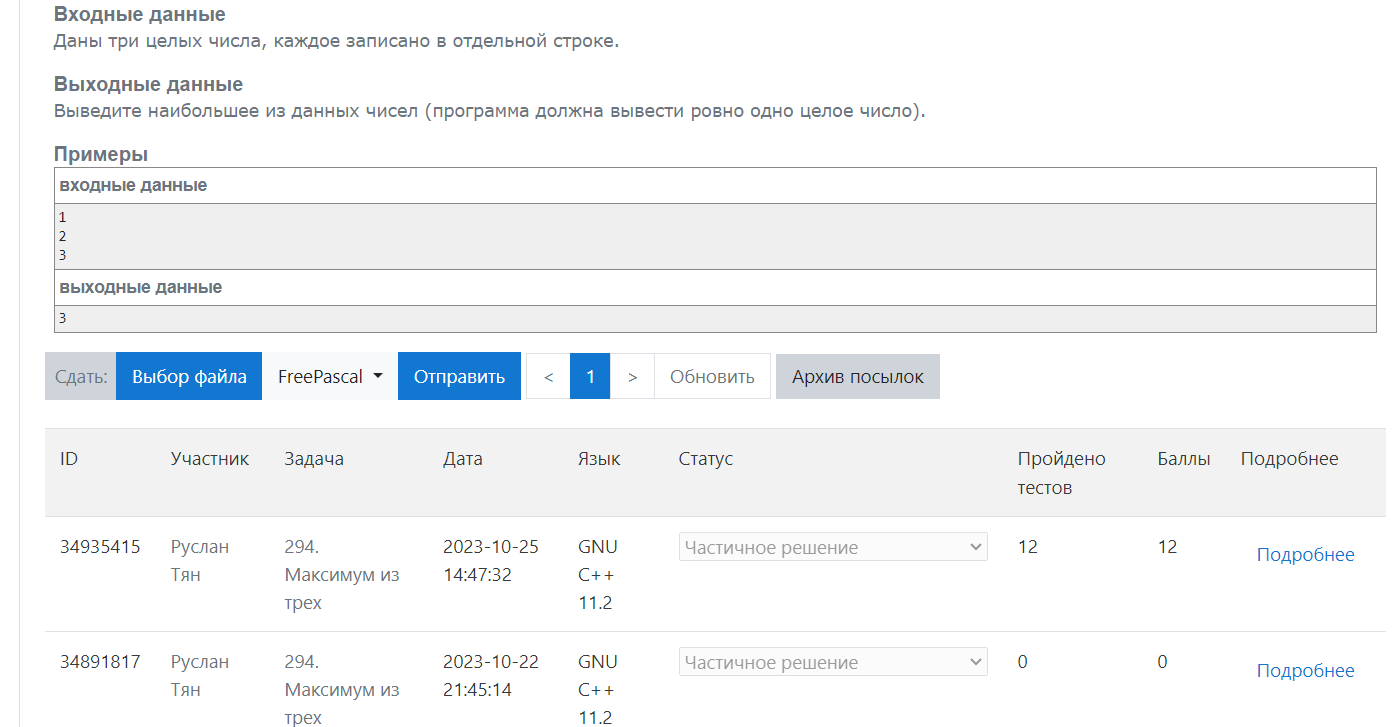 Входные данные
Даны три целых числа, каждое записано в отдельной строке.
Выходные данные
Выведите наибольшее из данных чисел (программа должна вывести ровно одно целое число).
Примеры
входные данные
1
2
3
выходные данные
3
Сдать: Выбор файла FreePascal Отправить < 1 > Обновить Архив посылок
ID Участник Задача Дата Язык Статус Пройдено тестов Баллы Подробнее
34935415 Руслан Тян 294. Максимум из трех 2023-10-25 14:47:32 GNU C++ 11.2 Частичное решение 12 12 Подробнее
34891817 Руслан Тян 294. Максимум из трех 2023-10-22 21:45:14 GNU C++ 11.2 Частичное решение 0 0 Подробнее